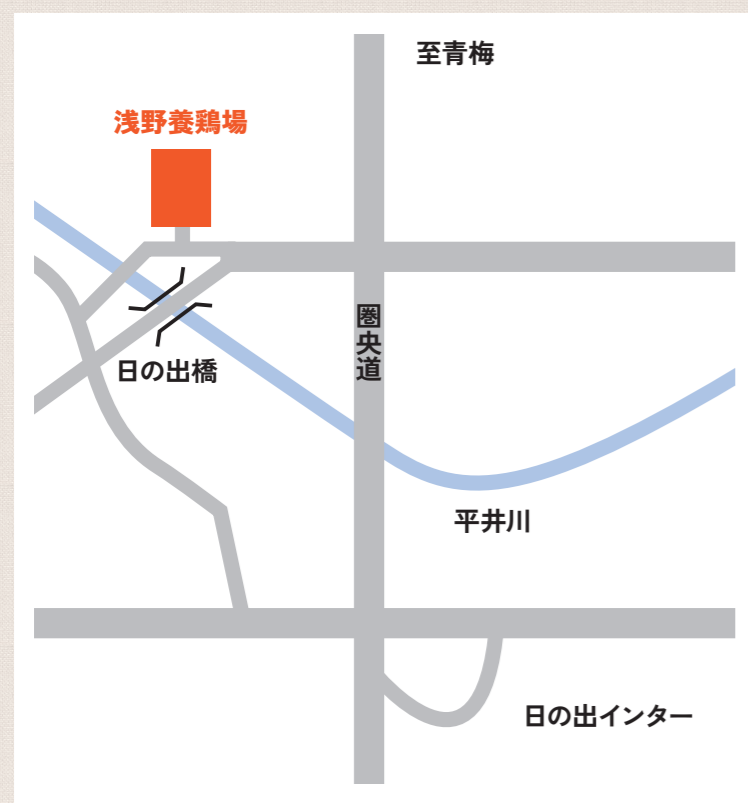 至青梅
浅野養鶏場
圏央道
日の出橋
平井川
日の出インター